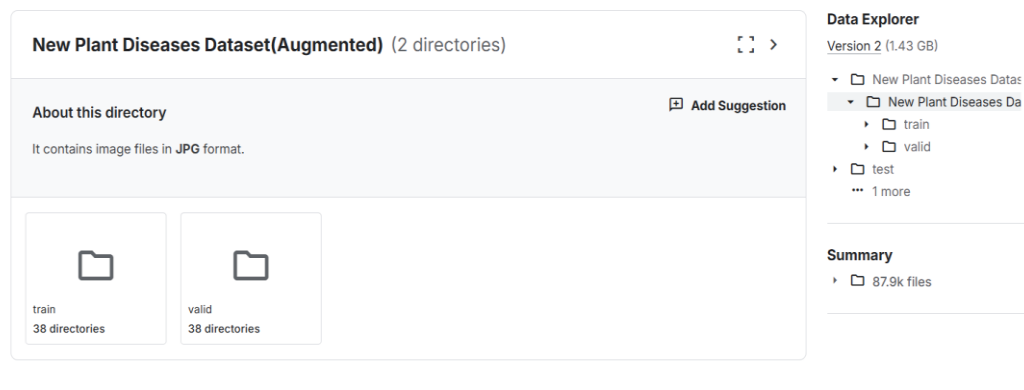 New Plant Diseases Dataset(Augmented) (2 directories)
About this directory
Add Suggestion
It contains image files in JPG format.
train
38 directories
valid
38 directories
Data Explorer
Version 2 (1.43 GB)
New Plant Diseases Datas
New Plant Diseases Da
train
valid
test
1 more
Summary
87.9k files